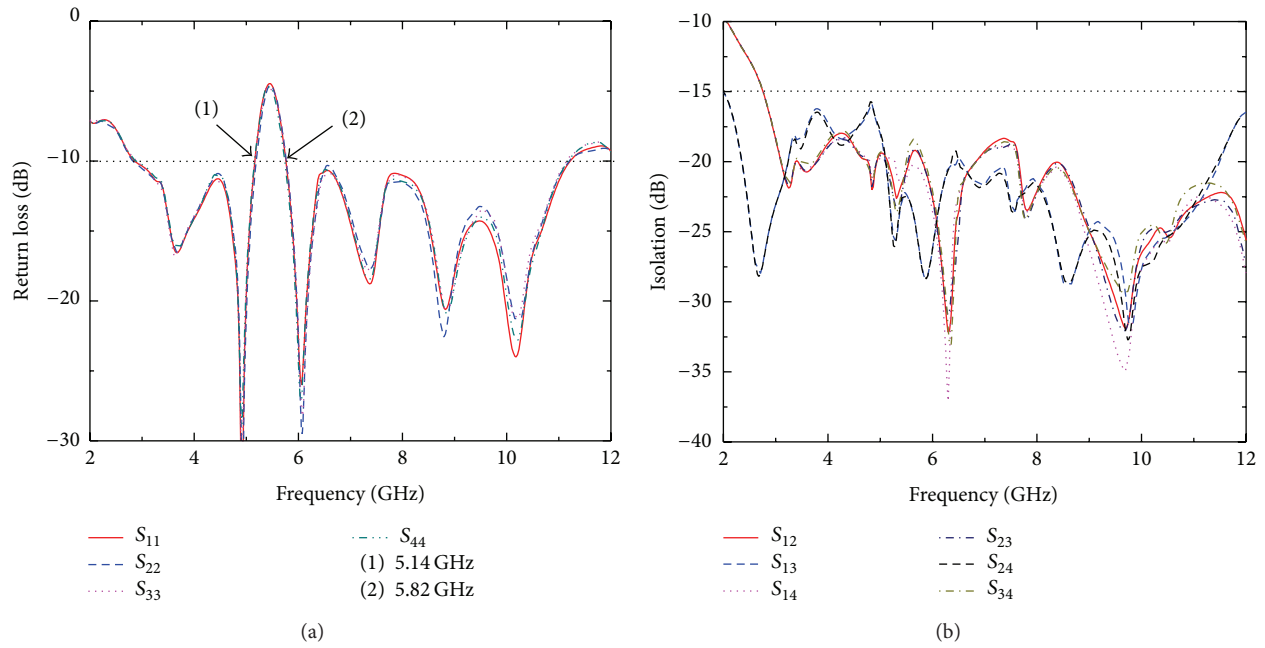 0
−5
−10
−20
−30
Return loss (dB)
(1)
(2)
2 4 6 8 10 12
Frequency (GHz)
S11
S22
S33
S44
(1) 5.14 GHz
(2) 5.82 GHz
(a)
−10
−15
−20
−25
−30
−35
−40
Isolation (dB)
2 4 6 8 10 12
Frequency (GHz)
S12
S13
S14
S23
S24
S34
(b)